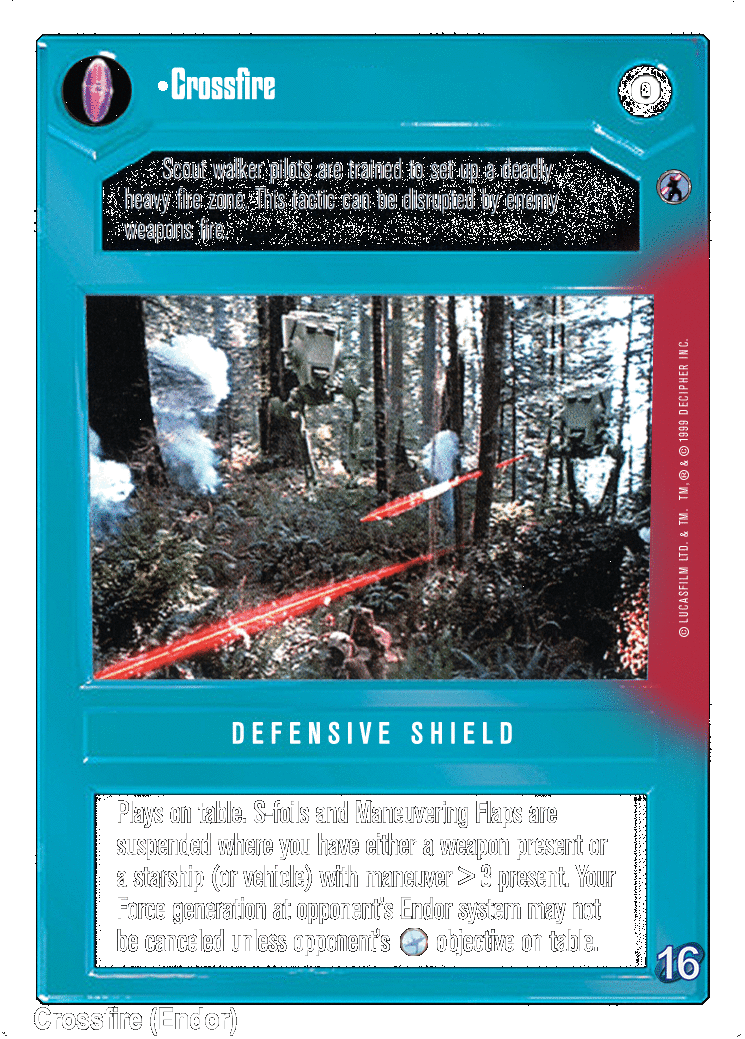 •Crossfire
0
Scout walker pilots are trained to set up a deadly
heavy fire zone. This tactic can be disrupted by enemy
weapons fire.
© LUCASFILM LTD. & TM. TM, ® & © 1999 DECIPHER INC.
DEFENSIVE SHIELD
Plays on table. S-foils and Maneuvering Flaps are
suspended where you have either a weapon present or
a starship (or vehicle) with maneuver > 3 present. Your
Force generation at opponent's Endor system may not
be canceled unless opponent's objective on table.
16
Crossfire (Endor)